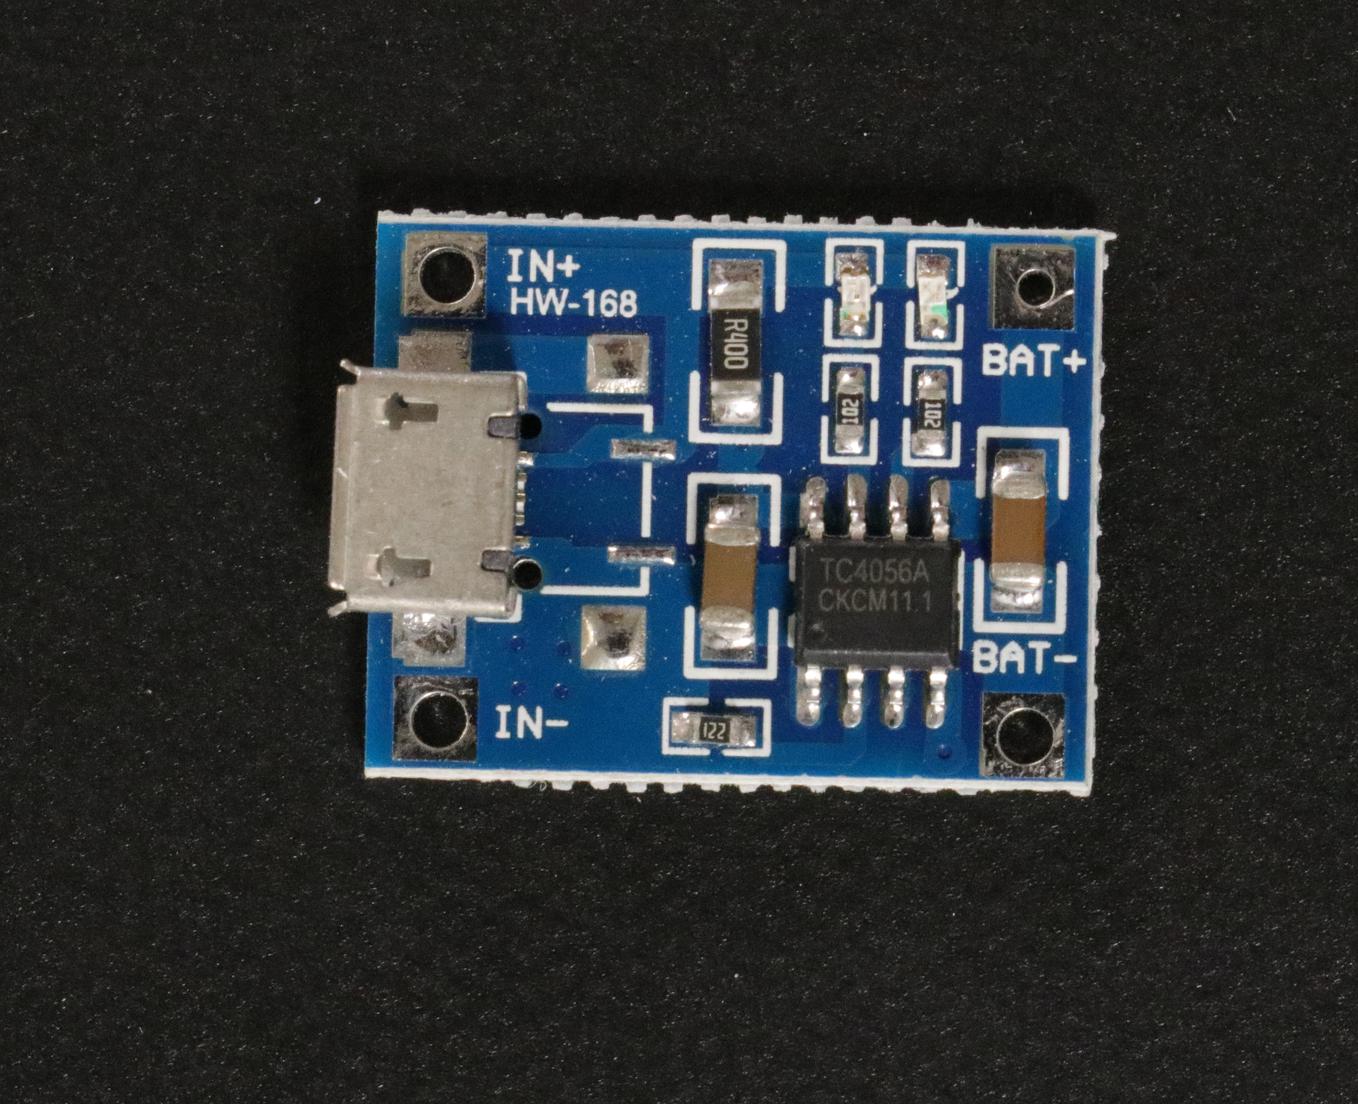 IN+
HW-168
R400
102
102
BAT+
TC4056A
CKCM11.1
BAT-
IN-
122